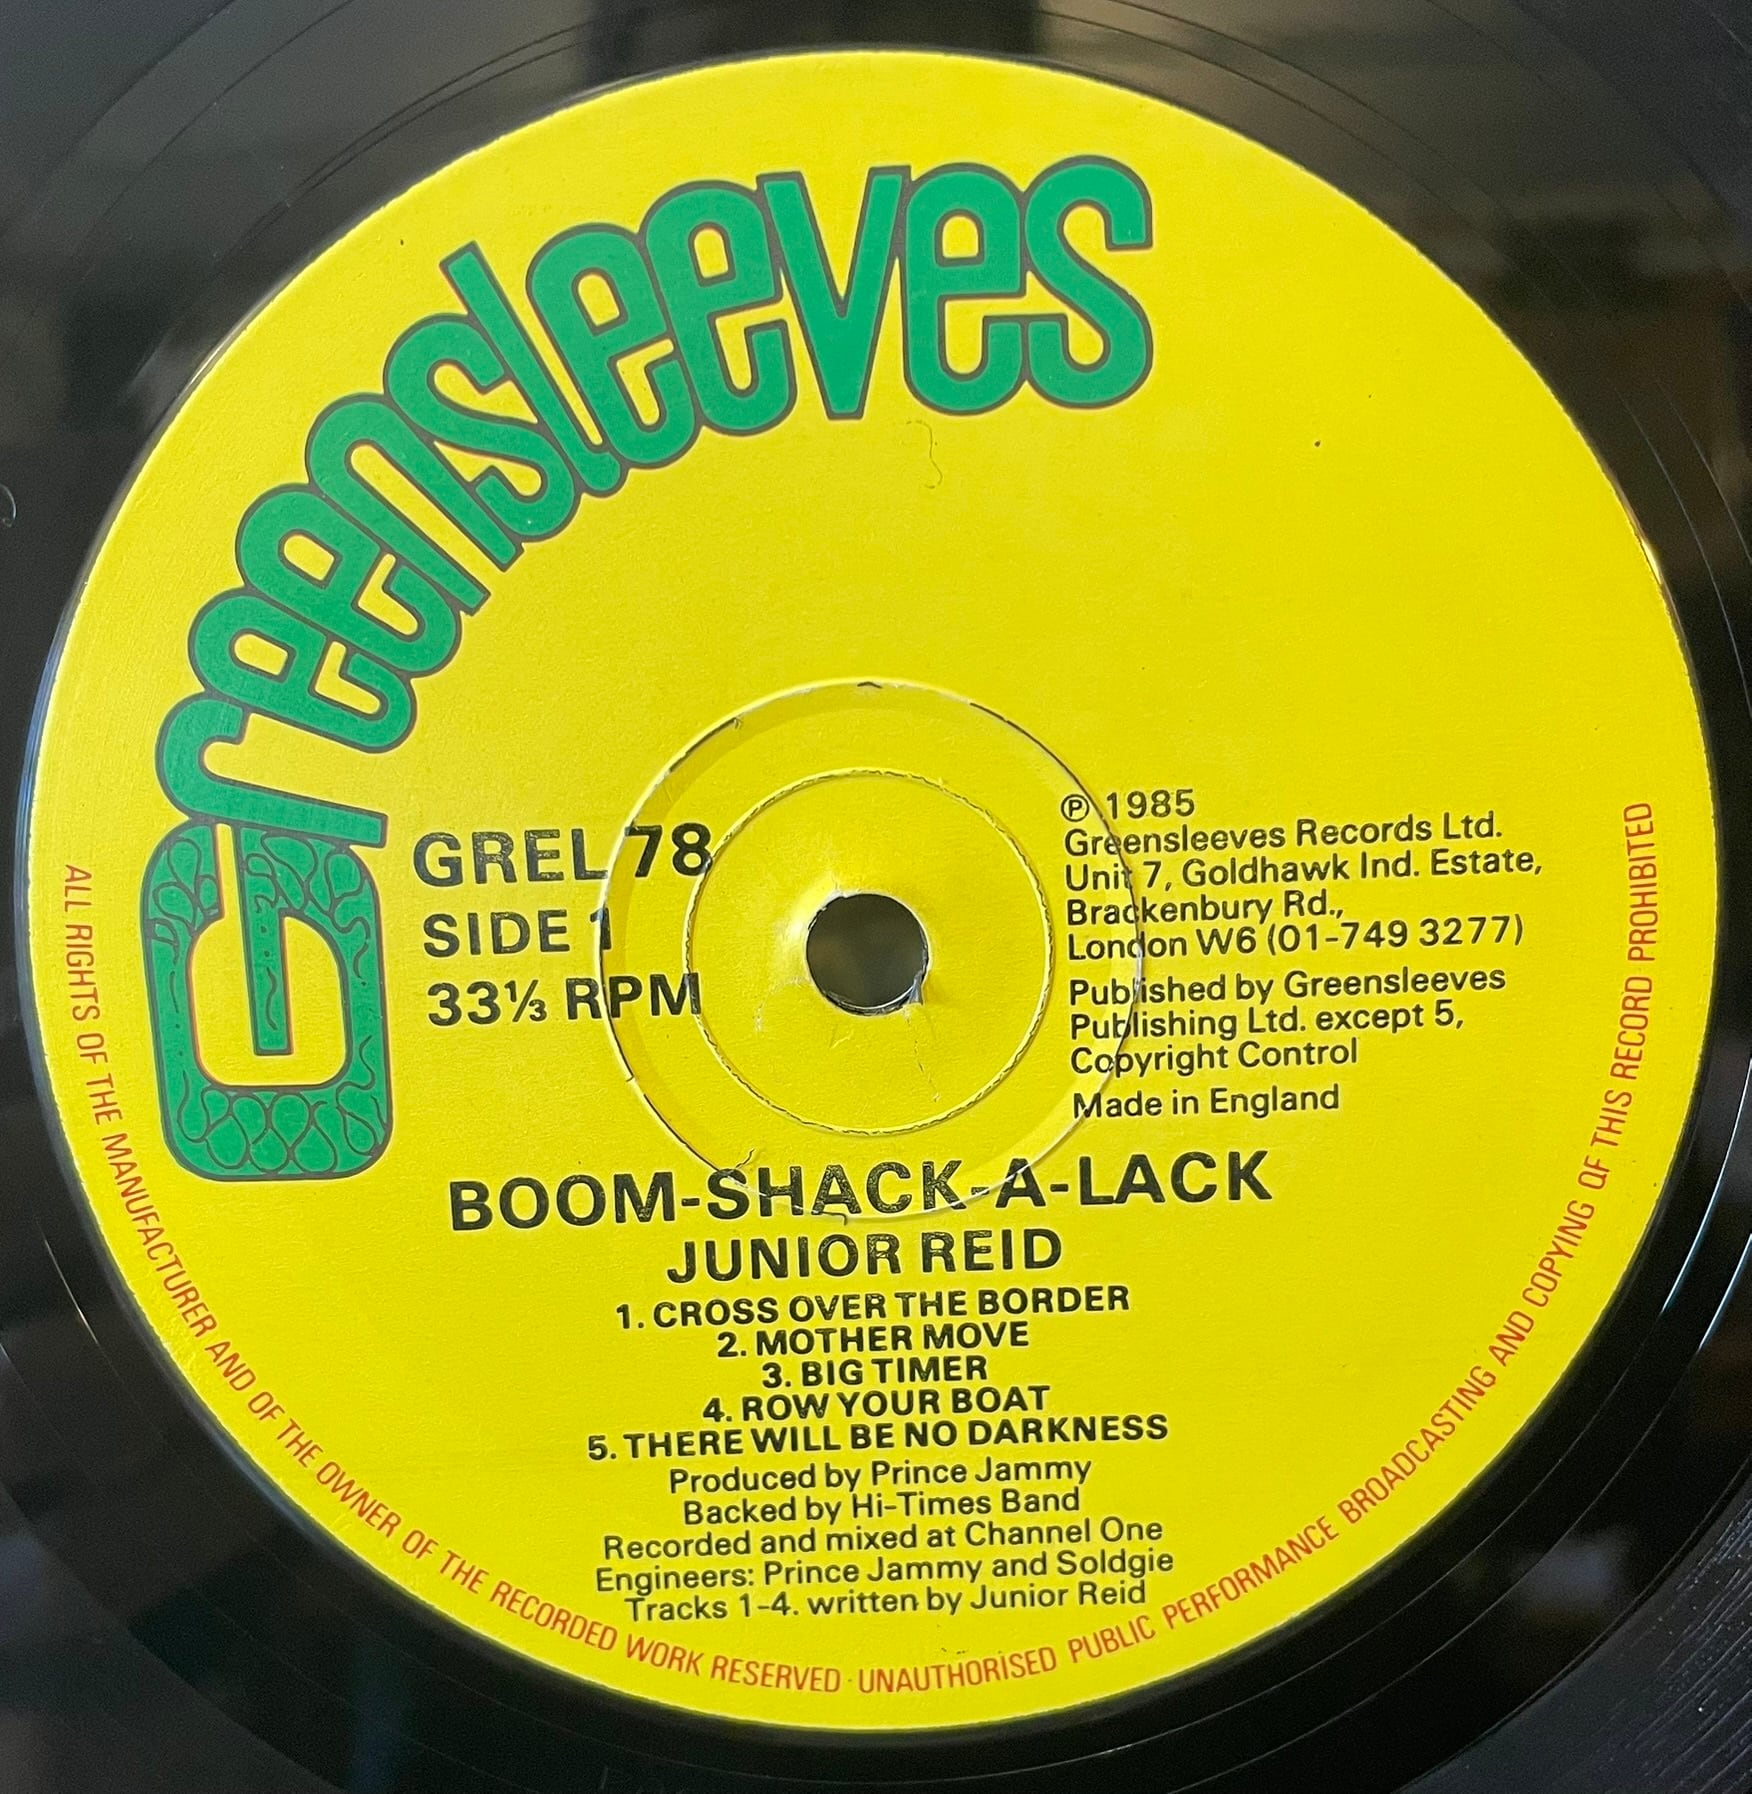 Greensleeves
GREL 78
SIDE 1
33⅓ RPM
℗ 1985
Greensleeves Records Ltd.
Unit 7, Goldhawk Ind. Estate,
Brackenbury Rd.,
London W6 (01-749 3277)
Published by Greensleeves
Publishing Ltd. except 5,
Copyright Control
Made in England
BOOM-SHACK-A-LACK
JUNIOR REID
1. CROSS OVER THE BORDER
2. MOTHER MOVE
3. BIG TIMER
4. ROW YOUR BOAT
5. THERE WILL BE NO DARKNESS
Produced by Prince Jammy
Backed by Hi-Times Band
Recorded and mixed at Channel One
Engineers: Prince Jammy and Soldgie
Tracks 1-4. written by Junior Reid
ALL RIGHTS OF THE MANUFACTURER AND OF THE OWNER OF THE RECORDED WORK RESERVED · UNAUTHORISED PUBLIC PERFORMANCE BROADCASTING AND COPYING OF THIS RECORD PROHIBITED